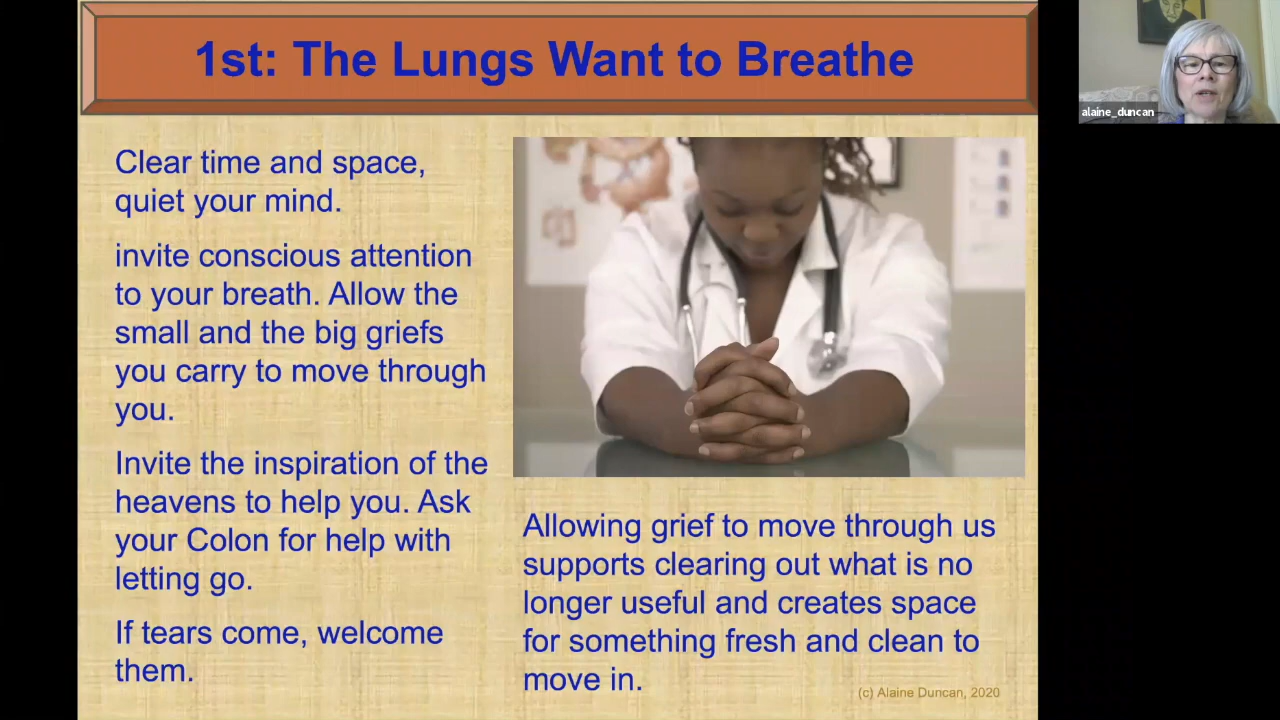 1st: The Lungs Want to Breathe
Clear time and space,
quiet your mind.
invite conscious attention
to your breath. Allow the
small and the big griefs
you carry to move through
you.
Invite the inspiration of the
heavens to help you. Ask
your Colon for help with
letting go.
If tears come, welcome
them.
Allowing grief to move through us
supports clearing out what is no
longer useful and creates space
for something fresh and clean to
move in.
(c) Alaine Duncan, 2020
alaine_duncan